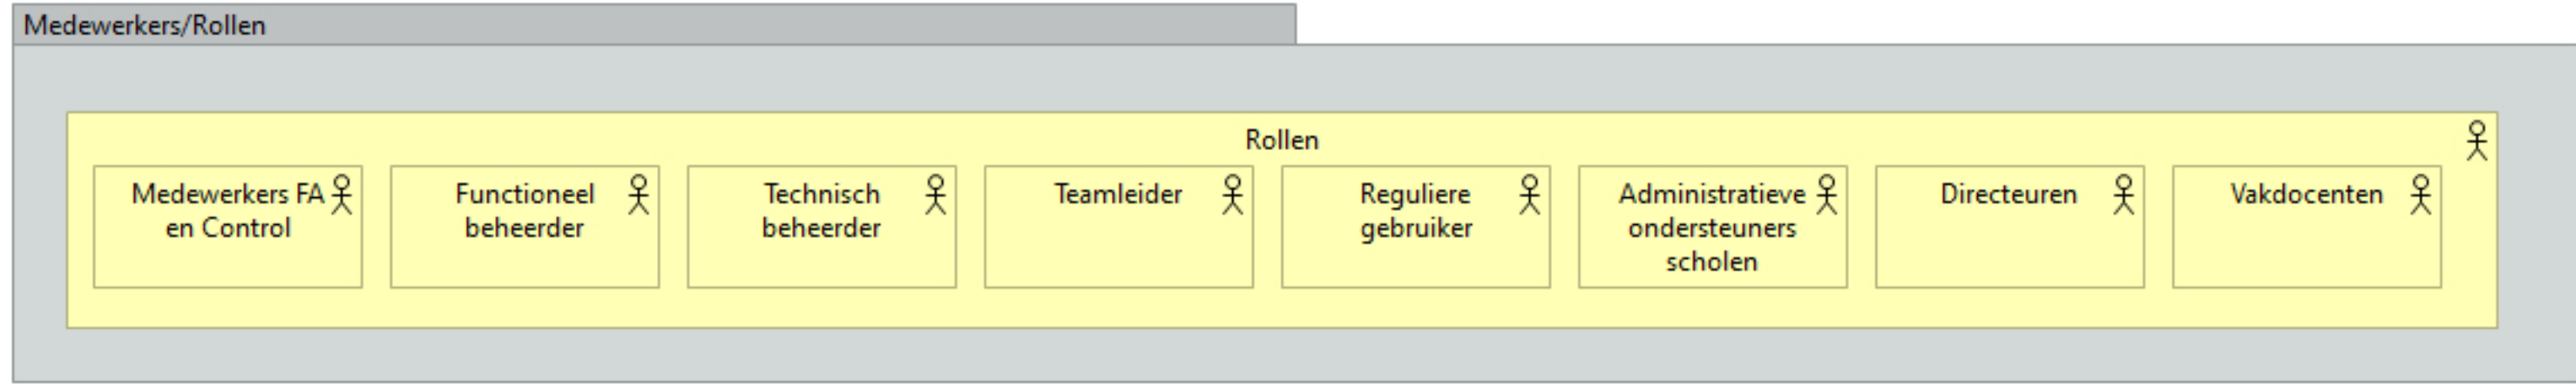 Medewerkers/Rollen
Rollen
Medewerkers FA
en Control
Functioneel
beheerder
Technisch
beheerder
Teamleider
Reguliere
gebruiker
Administratieve
ondersteuners
scholen
Directeuren
Vakdocenten